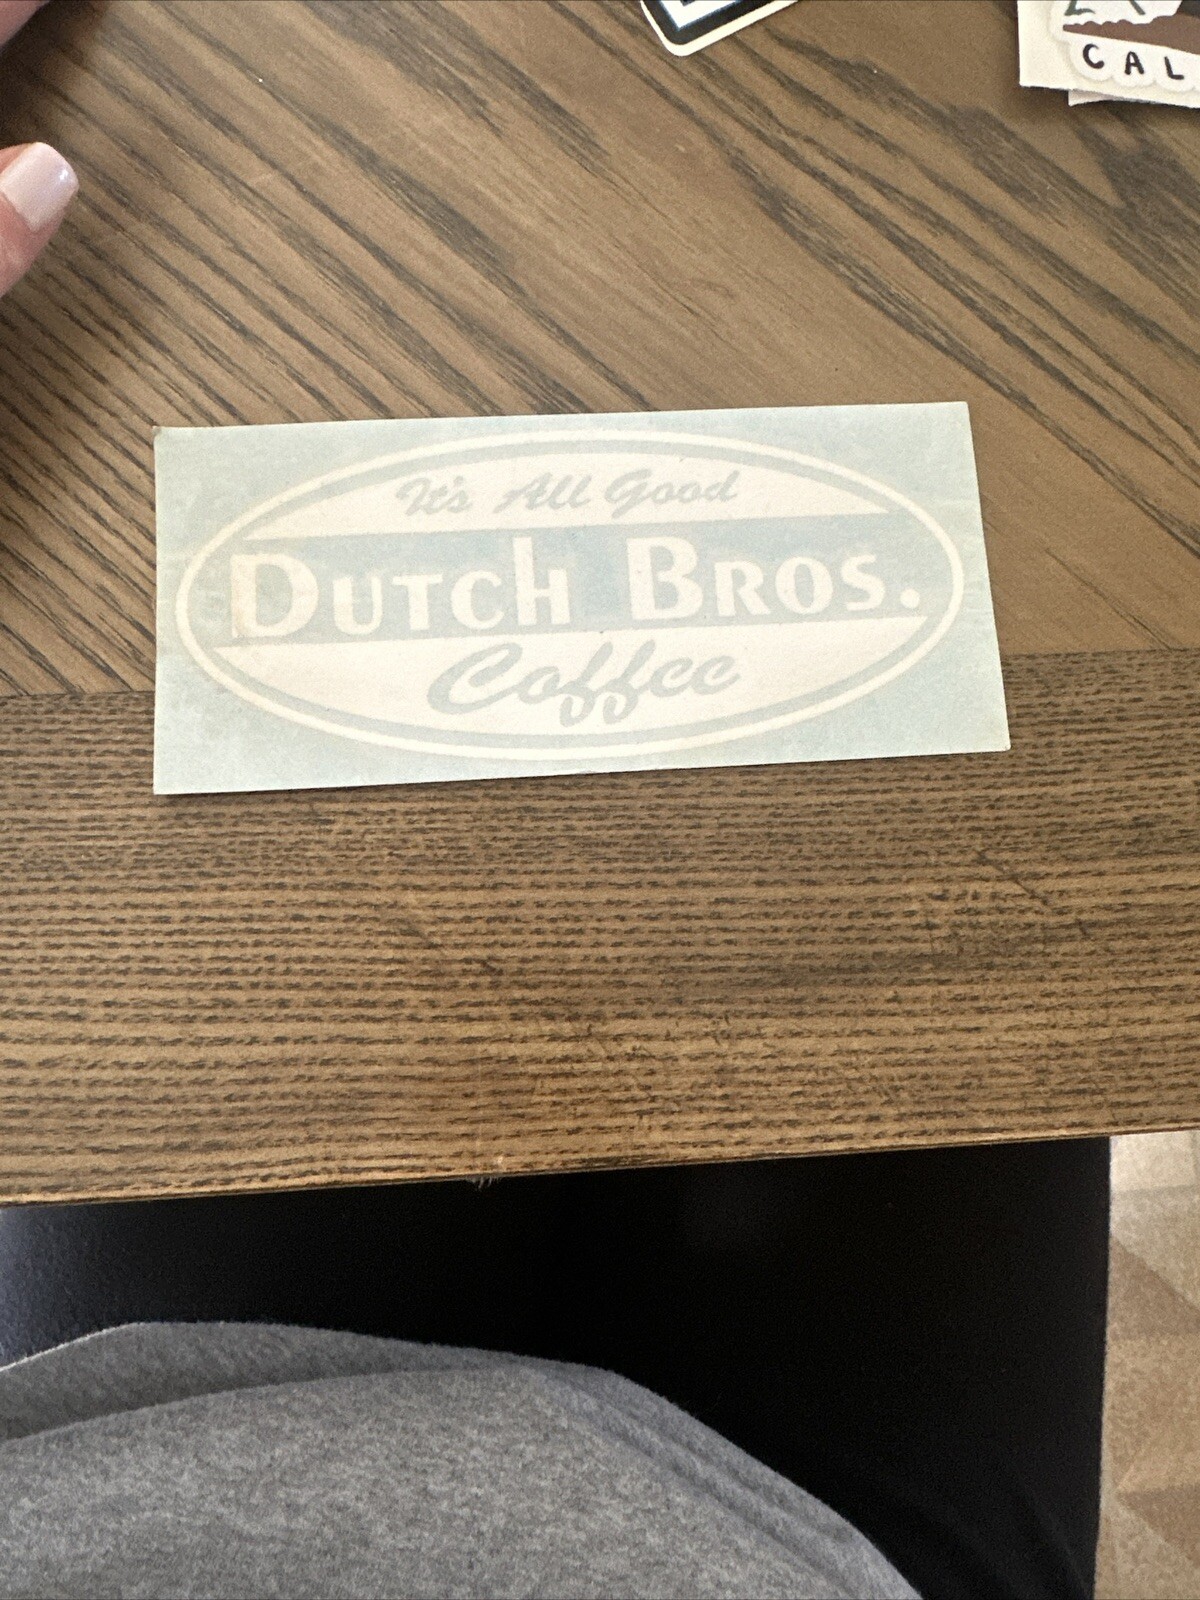 CAL
It's All Good
DUTCH BROS.
Coffee